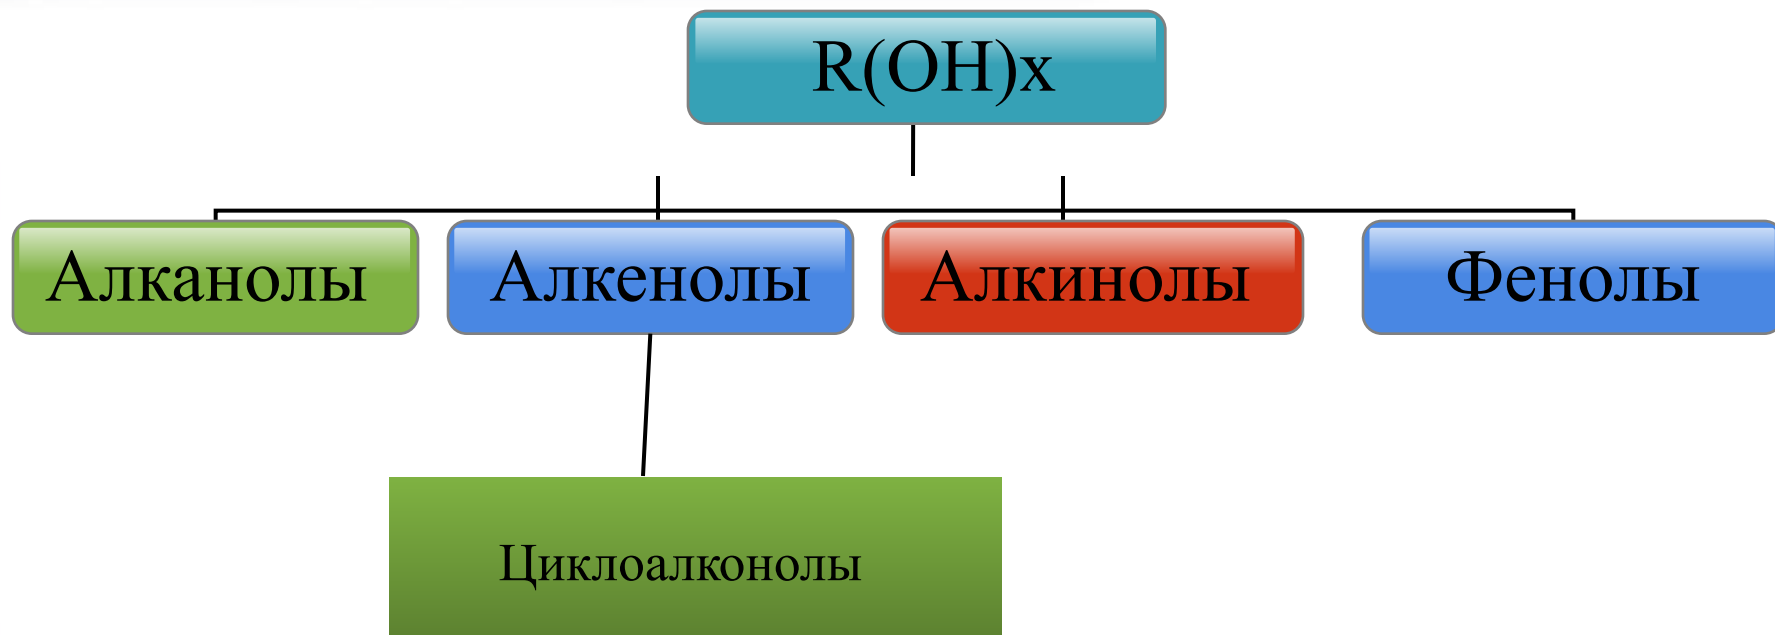 R(OH)x
Алканолы
Алкенолы
Алкинолы
Фенолы
Циклоалконолы